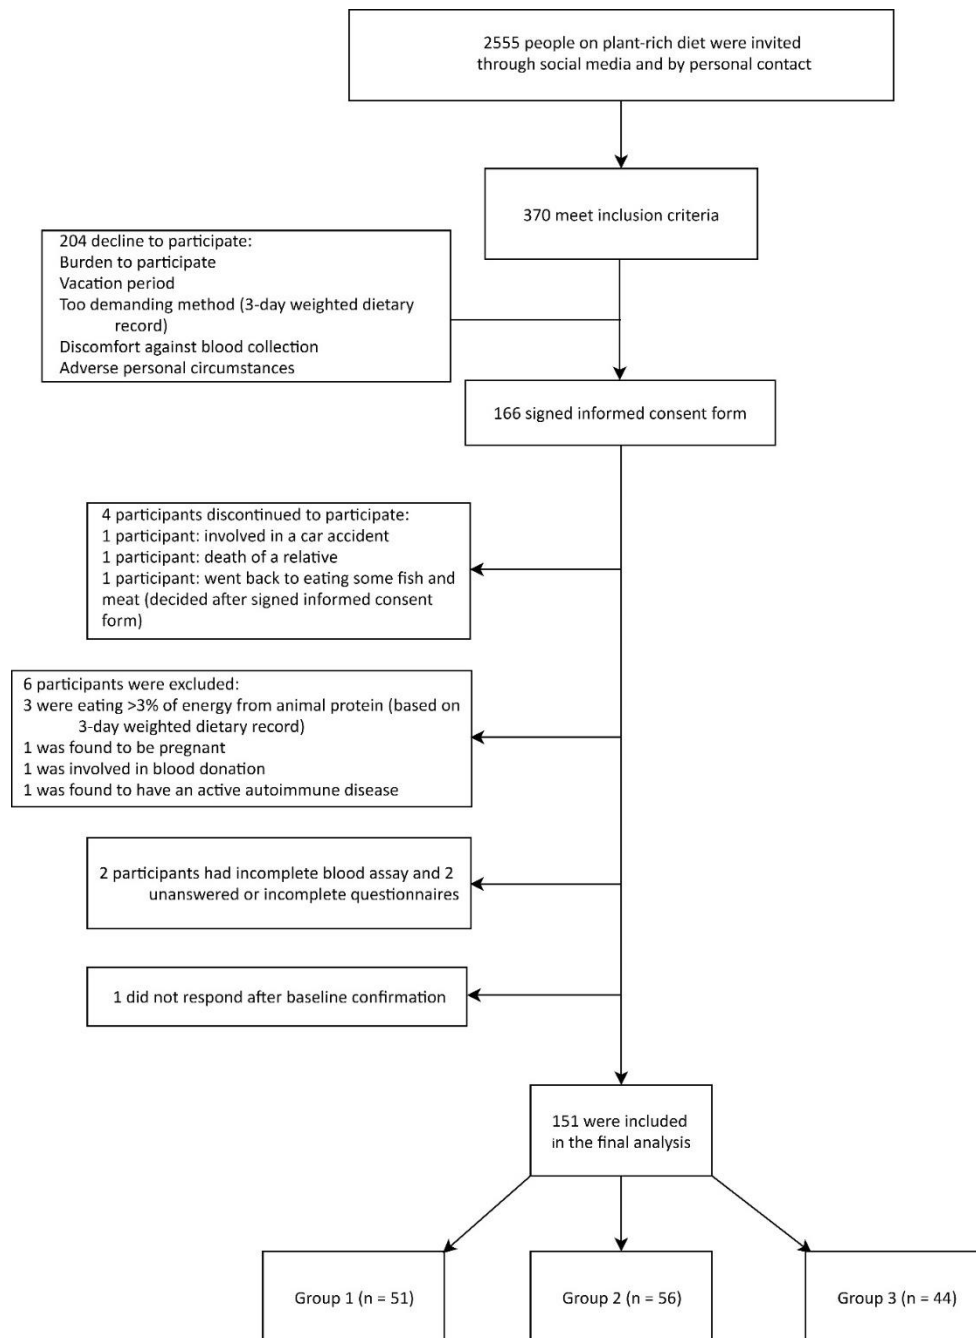 2555 people on plant-rich diet were invited
through social media and by personal contact
370 meet inclusion criteria
204 decline to participate:
Burden to participate
Vacation period
Too demanding method (3-day weighted dietary
record)
Discomfort against blood collection
Adverse personal circumstances
166 signed informed consent form
4 participants discontinued to participate:
1 participant: involved in a car accident
1 participant: death of a relative
1 participant: went back to eating some fish and
meat (decided after signed informed consent
form)
6 participants were excluded:
3 were eating >3% of energy from animal protein (based on
3-day weighted dietary record)
1 was found to be pregnant
1 was involved in blood donation
1 was found to have an active autoimmune disease
2 participants had incomplete blood assay and 2
unanswered or incomplete questionnaires
1 did not respond after baseline confirmation
151 were included
in the final analysis
Group 1 (n = 51)
Group 2 (n = 56)
Group 3 (n = 44)